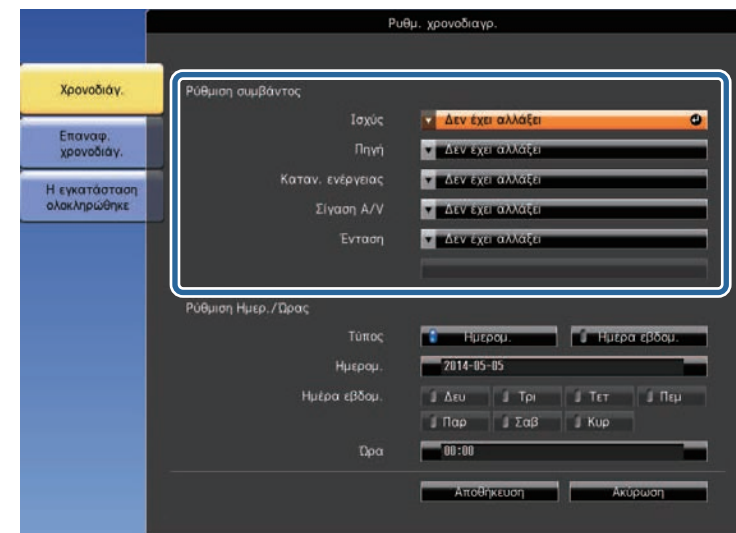 Ρυθμ. χρονοδιαγρ.
Χρονοδιάγ.
Επαναφ.
χρονοδιάγ.
Η εγκατάσταση
ολοκληρώθηκε
Ρύθμιση συμβάντος
Ισχύς Δεν έχει αλλάξει
Πηγή Δεν έχει αλλάξει
Καταν. ενέργειας Δεν έχει αλλάξει
Σίγαση A/V Δεν έχει αλλάξει
Ένταση Δεν έχει αλλάξει
Ρύθμιση Ημερ./Ώρας
Τύπος Ημερομ. Ημέρα εβδομ.
Ημερομ. 2014-05-05
Ημέρα εβδομ. Δευ Τρι Τετ Πεμ
Παρ Σαβ Κυρ
Ώρα 00:00
Αποθήκευση Ακύρωση